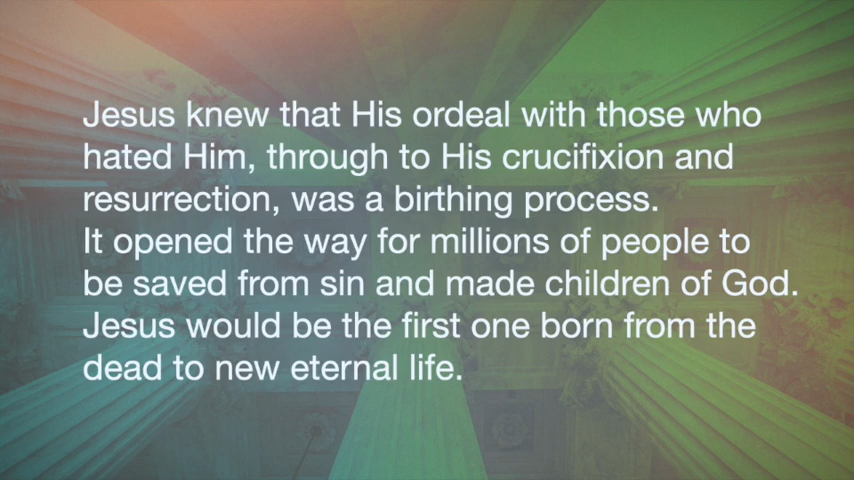 Jesus knew that His ordeal with those who
hated Him, through to His crucifixion and
resurrection, was a birthing process.
It opened the way for millions of people to
be saved from sin and made children of God.
Jesus would be the first one born from the
dead to new eternal life.